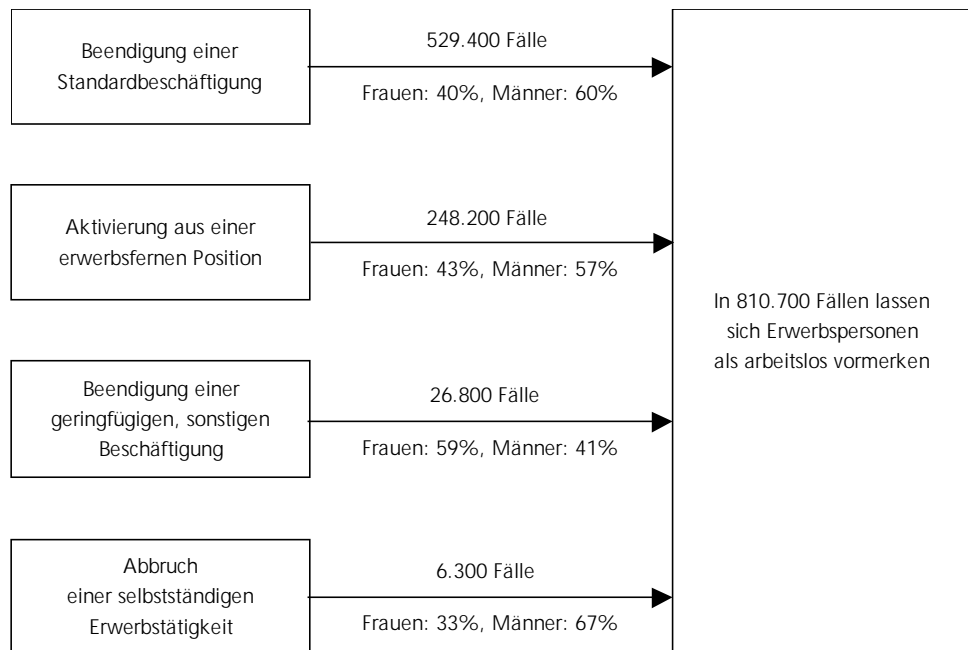 Beendigung einer
Standardbeschäftigung
529.400 Fälle
Frauen: 40%, Männer: 60%
Aktivierung aus einer
erwerbsfernen Position
248.200 Fälle
Frauen: 43%, Männer: 57%
Beendigung einer
geringfügigen, sonstigen
Beschäftigung
26.800 Fälle
Frauen: 59%, Männer: 41%
Abbruch
einer selbstständigen
Erwerbstätigkeit
6.300 Fälle
Frauen: 33%, Männer: 67%
In 810.700 Fällen lassen
sich Erwerbspersonen
als arbeitslos vormerken